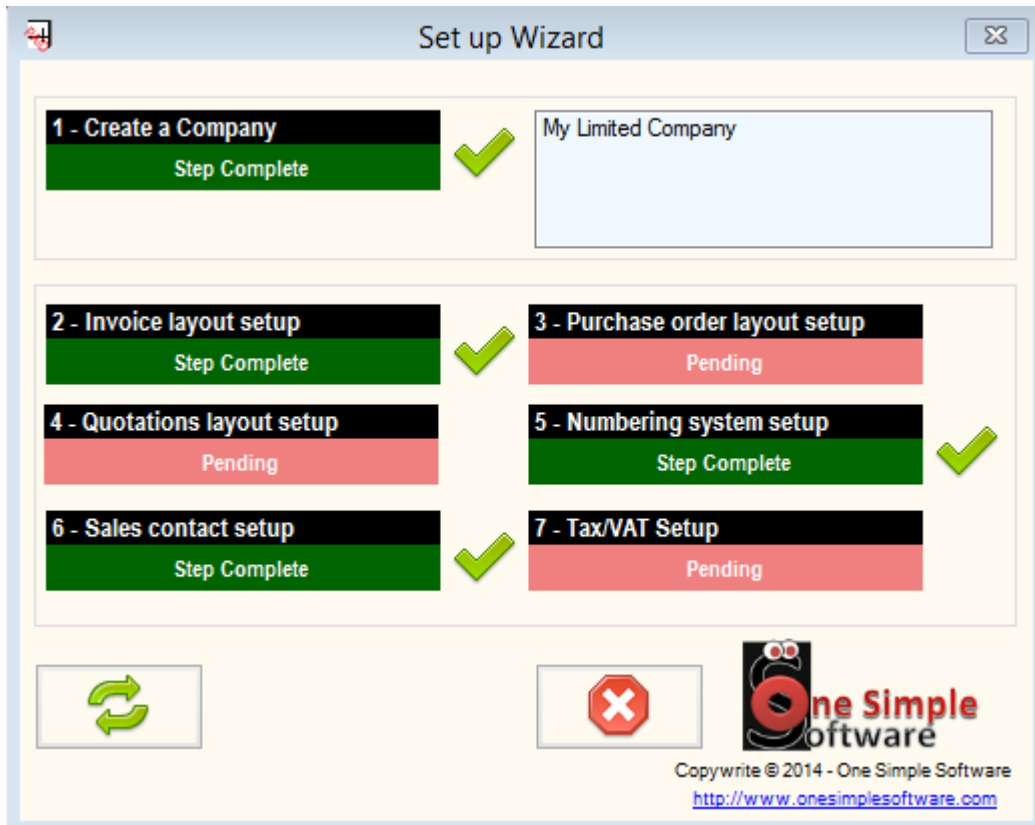 Set up Wizard
1 - Create a Company
Step Complete
My Limited Company
2 - Invoice layout setup
Step Complete
3 - Purchase order layout setup
Pending
4 - Quotations layout setup
Pending
5 - Numbering system setup
Step Complete
6 - Sales contact setup
Step Complete
7 - Tax/VAT Setup
Pending
One Simple
Software
Copywrite © 2014 - One Simple Software
http://www.onesimplesoftware.com